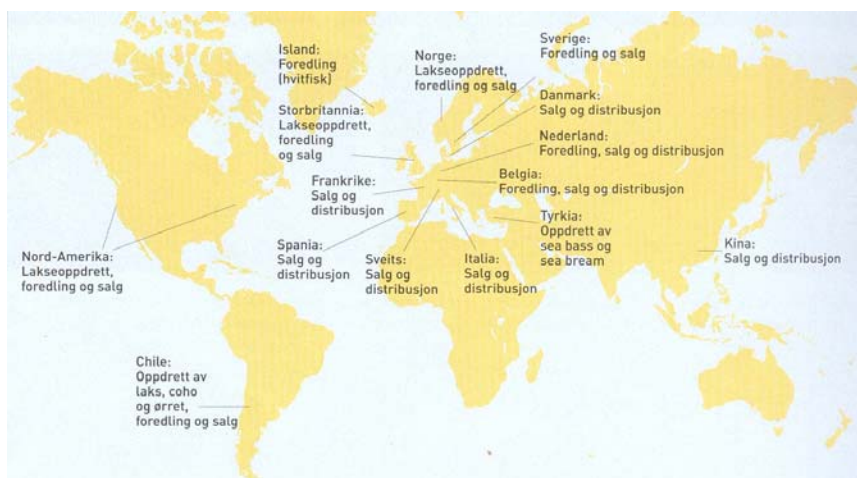 Island:
Foredling
(hvitfisk)
Norge:
Lakseoppdrett,
foredling og salg
Sverige:
Foredling og salg
Danmark:
Salg og distribusjon
Storbritannia:
Lakseoppdrett,
foredling
og salg
Nederland:
Foredling, salg og distribusjon
Belgia:
Foredling, salg og distribusjon
Frankrike:
Salg og
distribusjon
Tyrkia:
Oppdrett av
sea bass og
sea bream
Kina:
Salg og distribusjon
Spania:
Salg og
distribusjon
Sveits:
Salg og
distribusjon
Italia:
Salg og
distribusjon
Nord-Amerika:
Lakseoppdrett,
foredling og salg
Chile:
Oppdrett av
laks, coho
og ørret,
foredling og salg